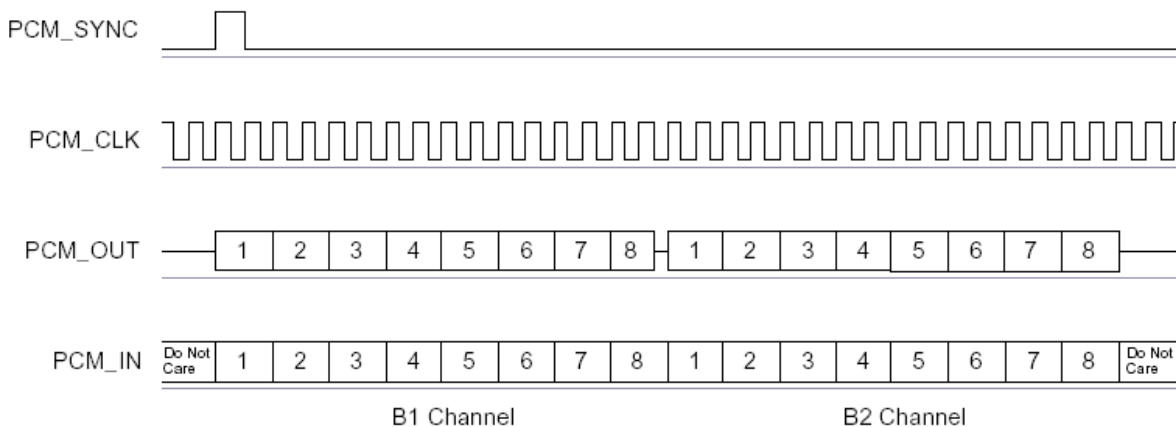 PCM_SYNC
PCM_CLK
PCM_OUT 1 2 3 4 5 6 7 8 1 2 3 4 5 6 7 8
PCM_IN Do Not Care 1 2 3 4 5 6 7 8 1 2 3 4 5 6 7 8 Do Not Care
B1 Channel B2 Channel